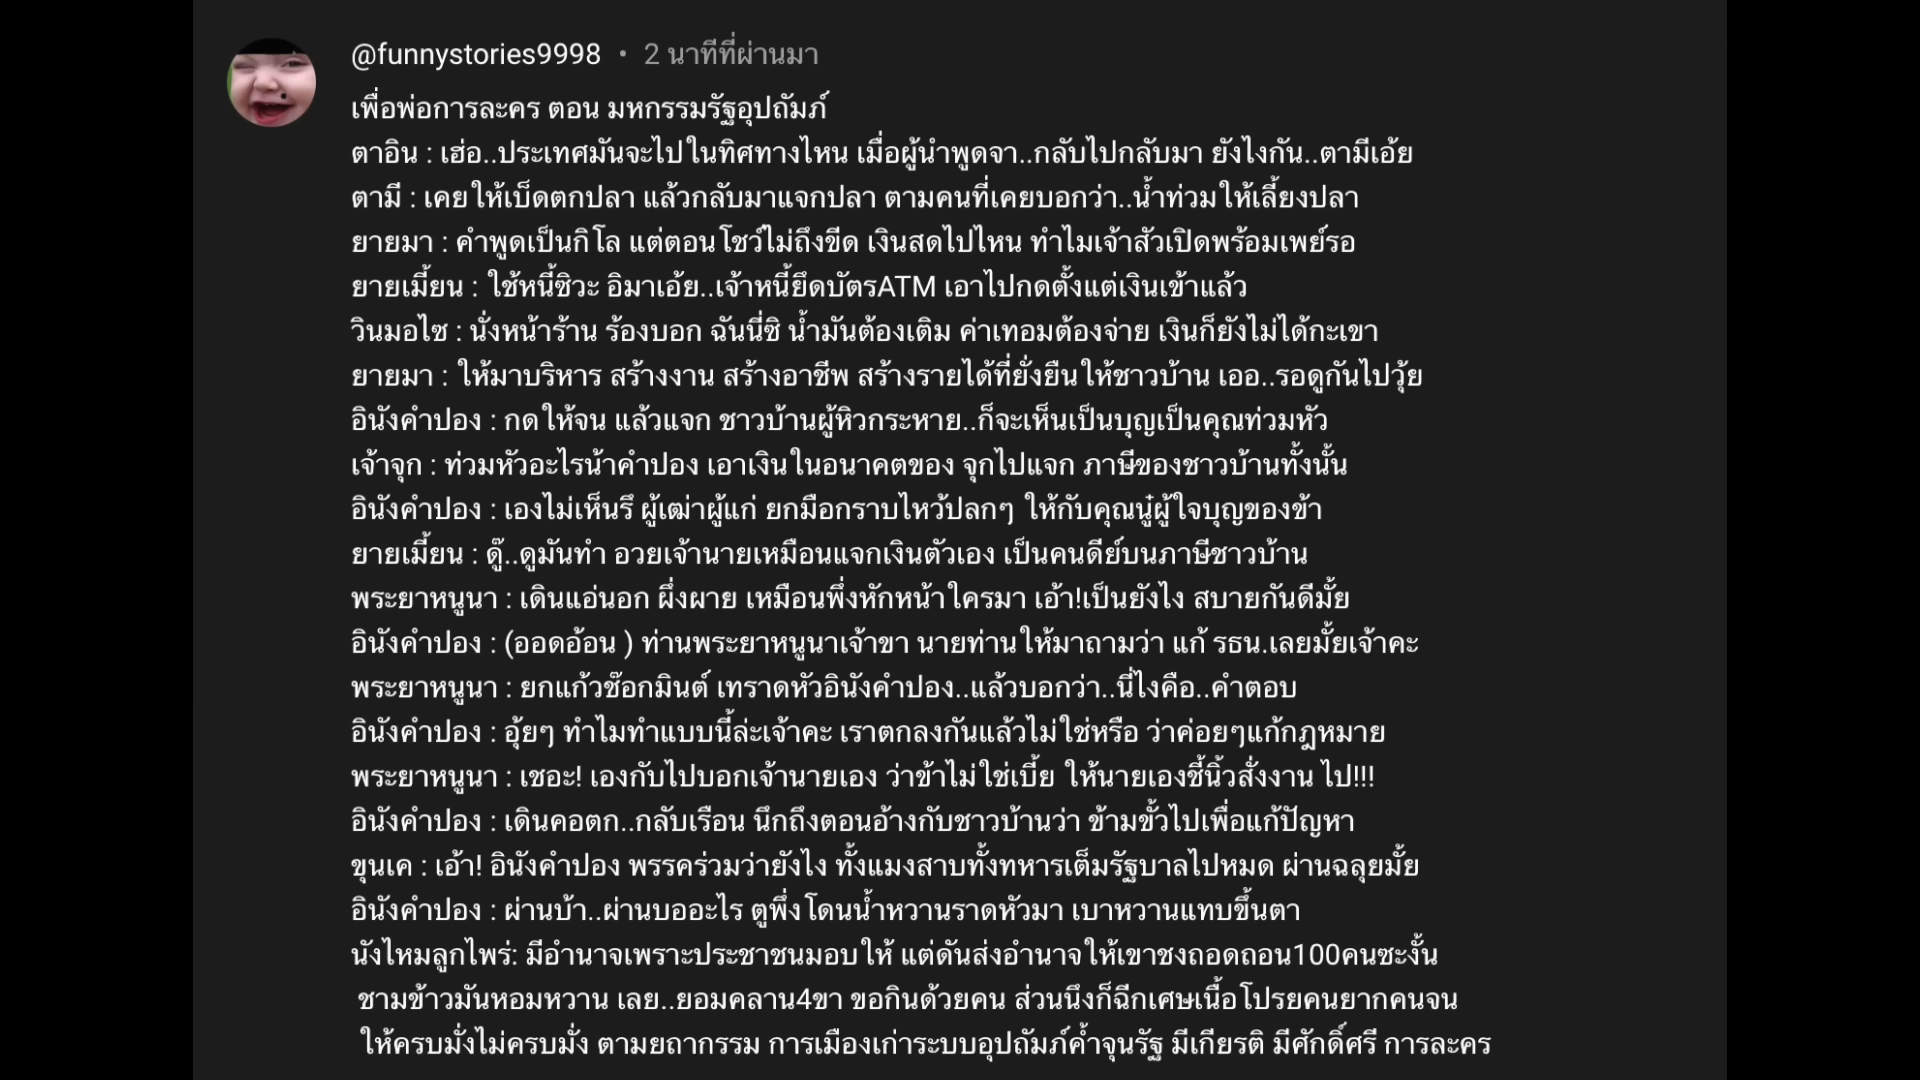 @funnystories9998 • 2 นาทีที่ผ่านมา
เพื่อพ่อการละคร ตอน มหกรรมรัฐอุปถัมภ์
ตาอิน : เฮ่อ..ประเทศมันจะไปในทิศทางไหน เมื่อผู้นำพูดจา..กลับไปกลับมา ยังไงกัน..ตามีเอ้ย
ตามี : เคยให้เบ็ดตกปลา แล้วกลับมาแจกปลา ตามคนที่เคยบอกว่า..น้ำท่วมให้เลี้ยงปลา
ยายมา : คำพูดเป็นกิโล แต่ตอนโชว์ไม่ถึงขีด เงินสดไปไหน ทำไมเจ้าสัวเปิดพร้อมเพย์รอ
ยายเมี้ยน : ใช้หนี้ซิวะ อิมาเอ้ย..เจ้าหนี้ยึดบัตรATM เอาไปกดตั้งแต่เงินเข้าแล้ว
วินมอไซ : นั่งหน้าร้าน ร้องบอก ฉันนี่ซิ น้ำมันต้องเติม ค่าเทอมต้องจ่าย เงินก็ยังไม่ได้กะเขา
ยายมา : ให้มาบริหาร สร้างงาน สร้างอาชีพ สร้างรายได้ที่ยั่งยืนให้ชาวบ้าน เออ..รอดูกันไปวุ้ย
อินังคำปอง : กดให้จน แล้วแจก ชาวบ้านผู้หิวกระหาย..ก็จะเห็นเป็นบุญเป็นคุณท่วมหัว
เจ้าจุก : ท่วมหัวอะไรน้าคำปอง เอาเงินในอนาคตของ จุกไปแจก ภาษีของชาวบ้านทั้งนั้น
อินังคำปอง : เองไม่เห็นรึ ผู้เฒ่าผู้แก่ ยกมือกราบไหว้ปลกๆ ให้กับคุณนู๋ผู้ใจบุญของข้า
ยายเมี้ยน : ดู๊..ดูมันทำ อวยเจ้านายเหมือนแจกเงินตัวเอง เป็นคนดีย์บนภาษีชาวบ้าน
พระยาหนูนา : เดินแอ่นอก ผึ่งผาย เหมือนพึ่งหักหน้าใครมา เอ้า!เป็นยังไง สบายกันดีมั้ย
อินังคำปอง : (ออดอ้อน ) ท่านพระยาหนูนาเจ้าขา นายท่านให้มาถามว่า แก้ รธน.เลยมั้ยเจ้าคะ
พระยาหนูนา : ยกแก้วช๊อกมินต์ เทราดหัวอินังคำปอง..แล้วบอกว่า..นี่ไงคือ..คำตอบ
อินังคำปอง : อุ้ยๆ ทำไมทำแบบนี้ล่ะเจ้าคะ เราตกลงกันแล้วไม่ใช่หรือ ว่าค่อยๆแก้กฎหมาย
พระยาหนูนา : เชอะ! เองกับไปบอกเจ้านายเอง ว่าข้าไม่ใช่เบี้ย ให้นายเองชี้นิ้วสั่งงาน ไป!!!
อินังคำปอง : เดินคอตก..กลับเรือน นึกถึงตอนอ้างกับชาวบ้านว่า ข้ามขั้วไปเพื่อแก้ปัญหา
ขุนเค : เอ้า! อินังคำปอง พรรคร่วมว่ายังไง ทั้งแมงสาบทั้งทหารเต็มรัฐบาลไปหมด ผ่านฉลุยมั้ย
อินังคำปอง : ผ่านบ้า..ผ่านบออะไร ตูพึ่งโดนน้ำหวานราดหัวมา เบาหวานแทบขึ้นตา
นังไหมลูกไพร่: มีอำนาจเพราะประชาชนมอบให้ แต่ดันส่งอำนาจให้เขาชงถอดถอน100คนซะงั้น
ชามข้าวมันหอมหวาน เลย..ยอมคลาน4ขา ขอกินด้วยคน ส่วนนึงก็ฉีกเศษเนื้อโปรยคนยากคนจน
ให้ครบมั่งไม่ครบมั่ง ตามยถากรรม การเมืองเก่าระบบอุปถัมภ์ค้ำจุนรัฐ มีเกียรติ มีศักดิ์ศรี การละคร